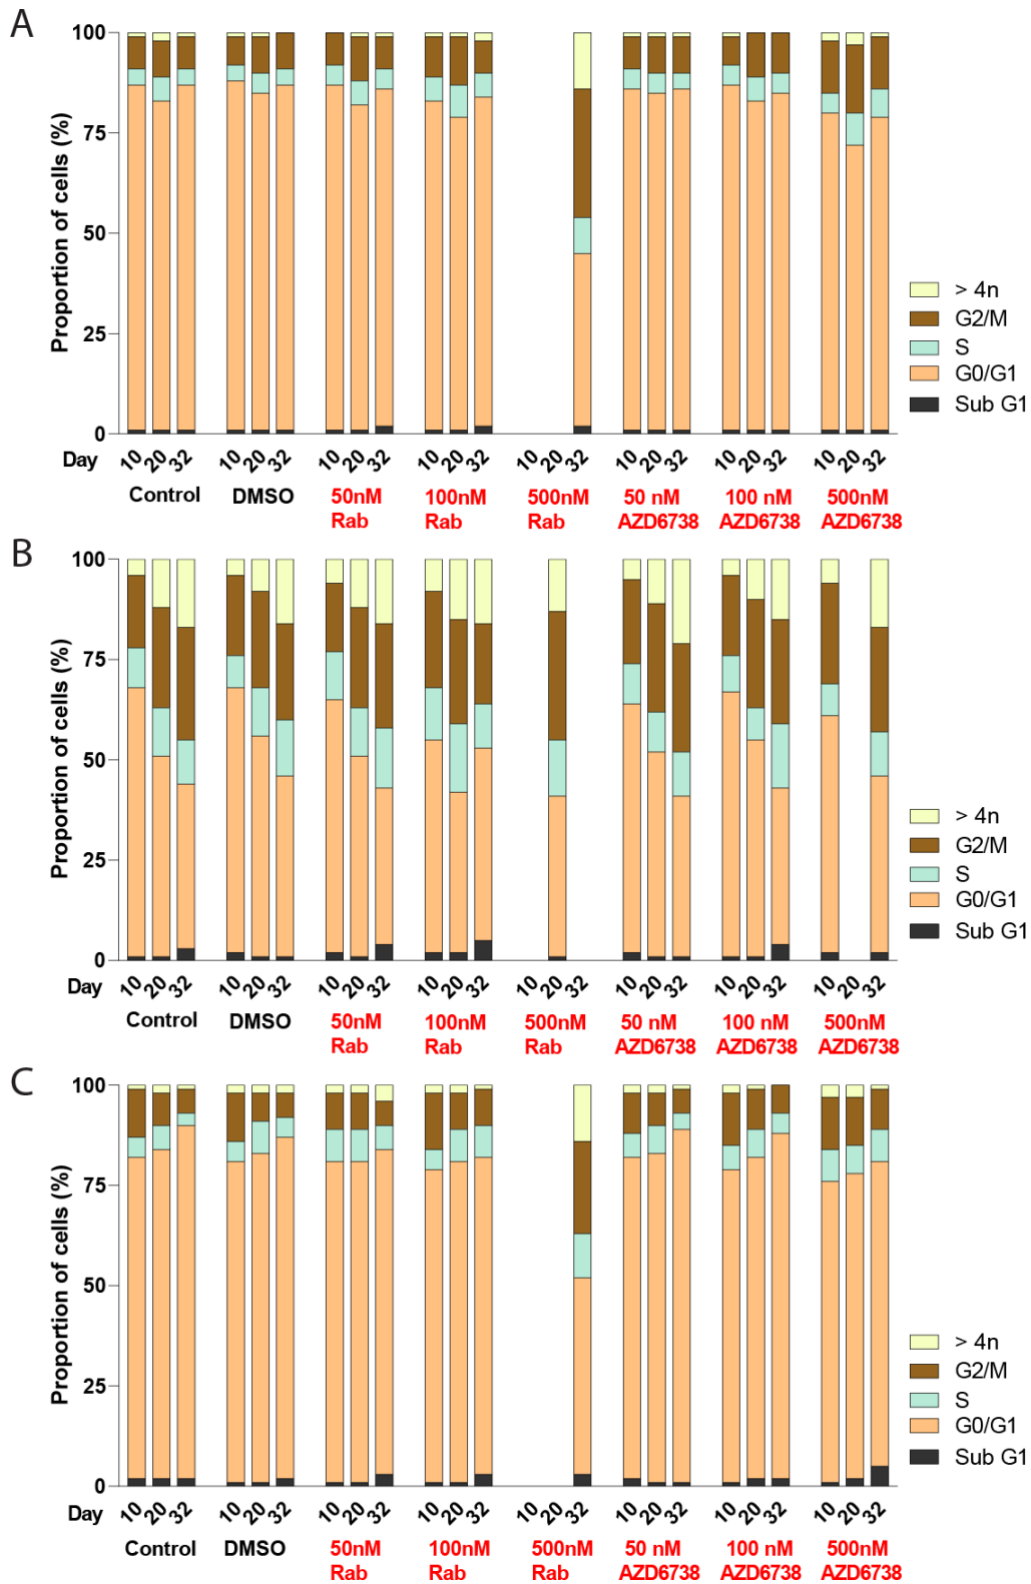 A
Proportion of cells (%)
100
75
50
25
0
> 4n
G2/M
S
G0/G1
Sub G1
Day
10 20 32 10 20 32 10 20 32 10 20 32 10 20 32 10 20 32 10 20 32 10 20 32
Control DMSO 50nM 100nM 500nM 50 nM 100 nM 500nM
Rab Rab Rab AZD6738 AZD6738 AZD6738
B
Proportion of cells (%)
100
75
50
25
0
> 4n
G2/M
S
G0/G1
Sub G1
Day
10 20 32 10 20 32 10 20 32 10 20 32 10 20 32 10 20 32 10 20 32 10 20 32
Control DMSO 50nM 100nM 500nM 50 nM 100 nM 500nM
Rab Rab Rab AZD6738 AZD6738 AZD6738
C
Proportion of cells (%)
100
75
50
25
0
> 4n
G2/M
S
G0/G1
Sub G1
Day
10 20 32 10 20 32 10 20 32 10 20 32 10 20 32 10 20 32 10 20 32 10 20 32
Control DMSO 50nM 100nM 500nM 50 nM 100 nM 500nM
Rab Rab Rab AZD6738 AZD6738 AZD6738